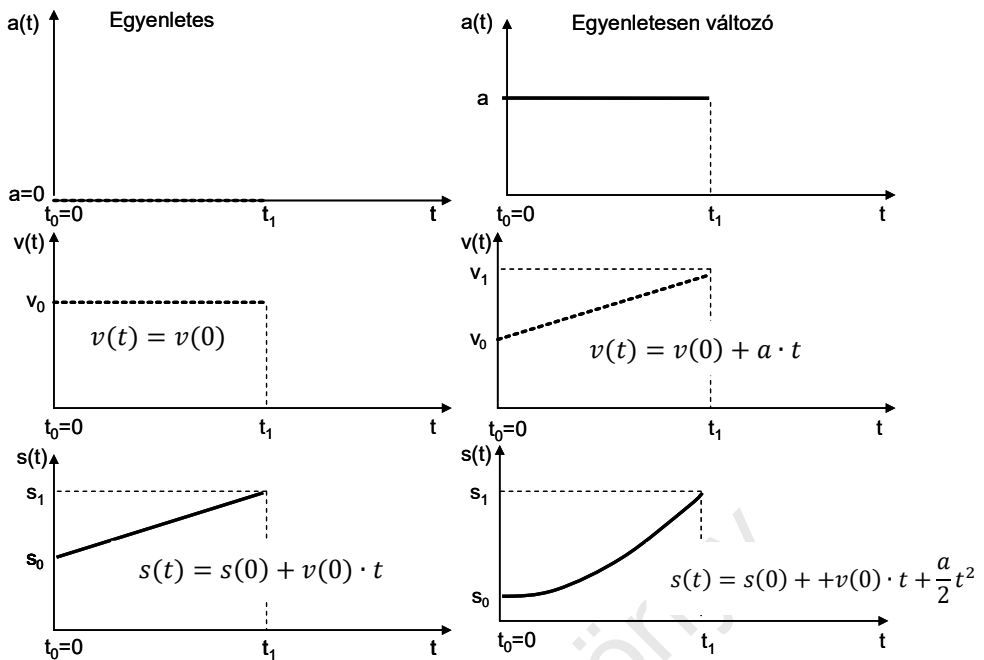 Egyenletes
a(t)
a=0
t₀=0
t₁
t
Egyenletesen változó
a(t)
a
t₀=0
t₁
t
v(t)
v₀
v(t) = v(0)
t₀=0
t₁
t
v(t)
v₁
v₀
v(t) = v(0) + a · t
t₀=0
t₁
t
s(t)
s₁
s₀
s(t) = s(0) + v(0) · t
t₀=0
t₁
t
s(t)
s₁
s₀
s(t) = s(0) + +v(0) · t + a/2 t²
t₀=0
t₁
t